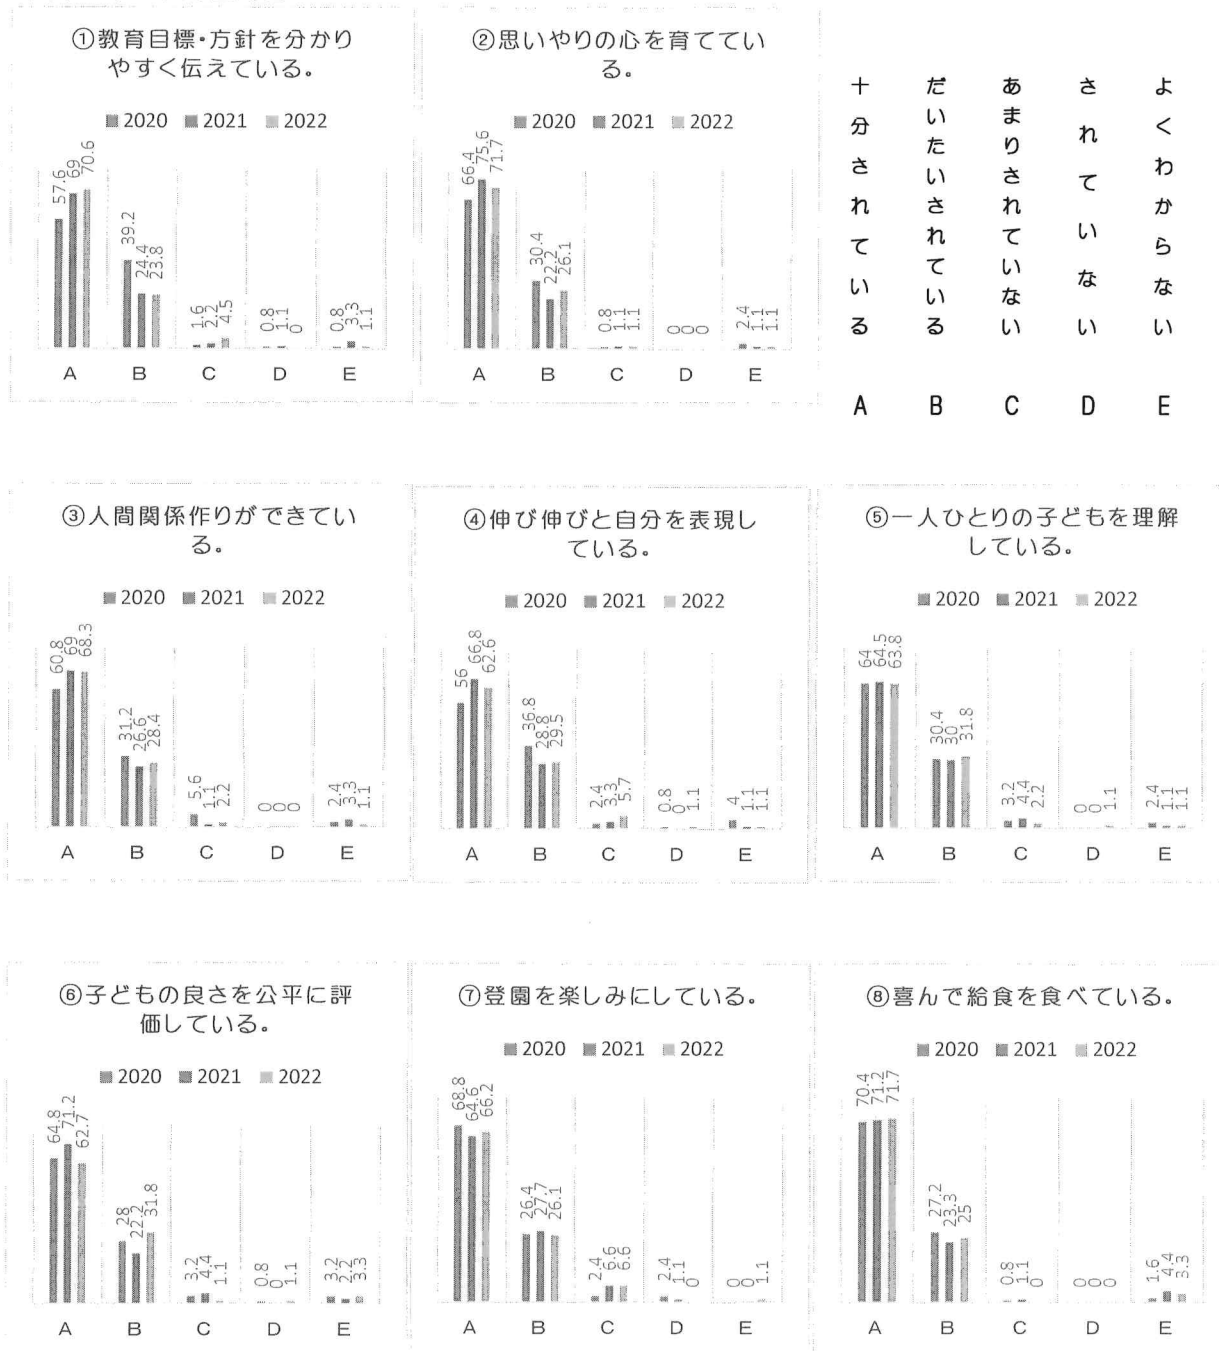 ①教育目標・方針を分かり
やすく伝えている。
2020 2021 2022
57.6 69 70.6
39.2 24.4 23.8
1.6 2.2 4.5
0.8 1.1 0
0.8 3.3 1.1
A B C D E
②思いやりの心を育ててい
る。
2020 2021 2022
66.4 75.6 71.7
30.4 22.2 26.1
0.8 1.1 1.1
0 0 0
2.4 1.1 1.1
A B C D E
よくわからない E
されていない D
あまりされていない C
だいたいされている B
十分されている A
③人間関係作りができてい
る。
2020 2021 2022
60.8 69 68.3
31.2 26.6 28.4
5.6 1.1 2.2
0 0 0
2.4 3.3 1.1
A B C D E
④伸び伸びと自分を表現し
ている。
2020 2021 2022
56 66.8 62.6
36.8 28.8 29.5
2.4 3.3 5.7
0.8 0 1.1
4 1.1 1.1
A B C D E
⑤一人ひとりの子どもを理解
している。
2020 2021 2022
64 64.5 63.8
30.4 30 31.8
3.2 4.4 2.2
0 0 1.1
2.4 1.1 1.1
A B C D E
⑥子どもの良さを公平に評
価している。
2020 2021 2022
64.8 71.2 62.7
28 22.2 31.8
3.2 4.4 1.1
0.8 0 1.1
3.2 2.2 3.3
A B C D E
⑦登園を楽しみにしている。
2020 2021 2022
68.8 64.6 66.2
26.4 27.7 26.1
2.4 6.6 6.6
2.4 1.1 0
0 0 1.1
A B C D E
⑧喜んで給食を食べている。
2020 2021 2022
70.4 71.2 71.7
27.2 23.3 25
0.8 1.1 0
0 0 0
1.6 4.4 3.3
A B C D E